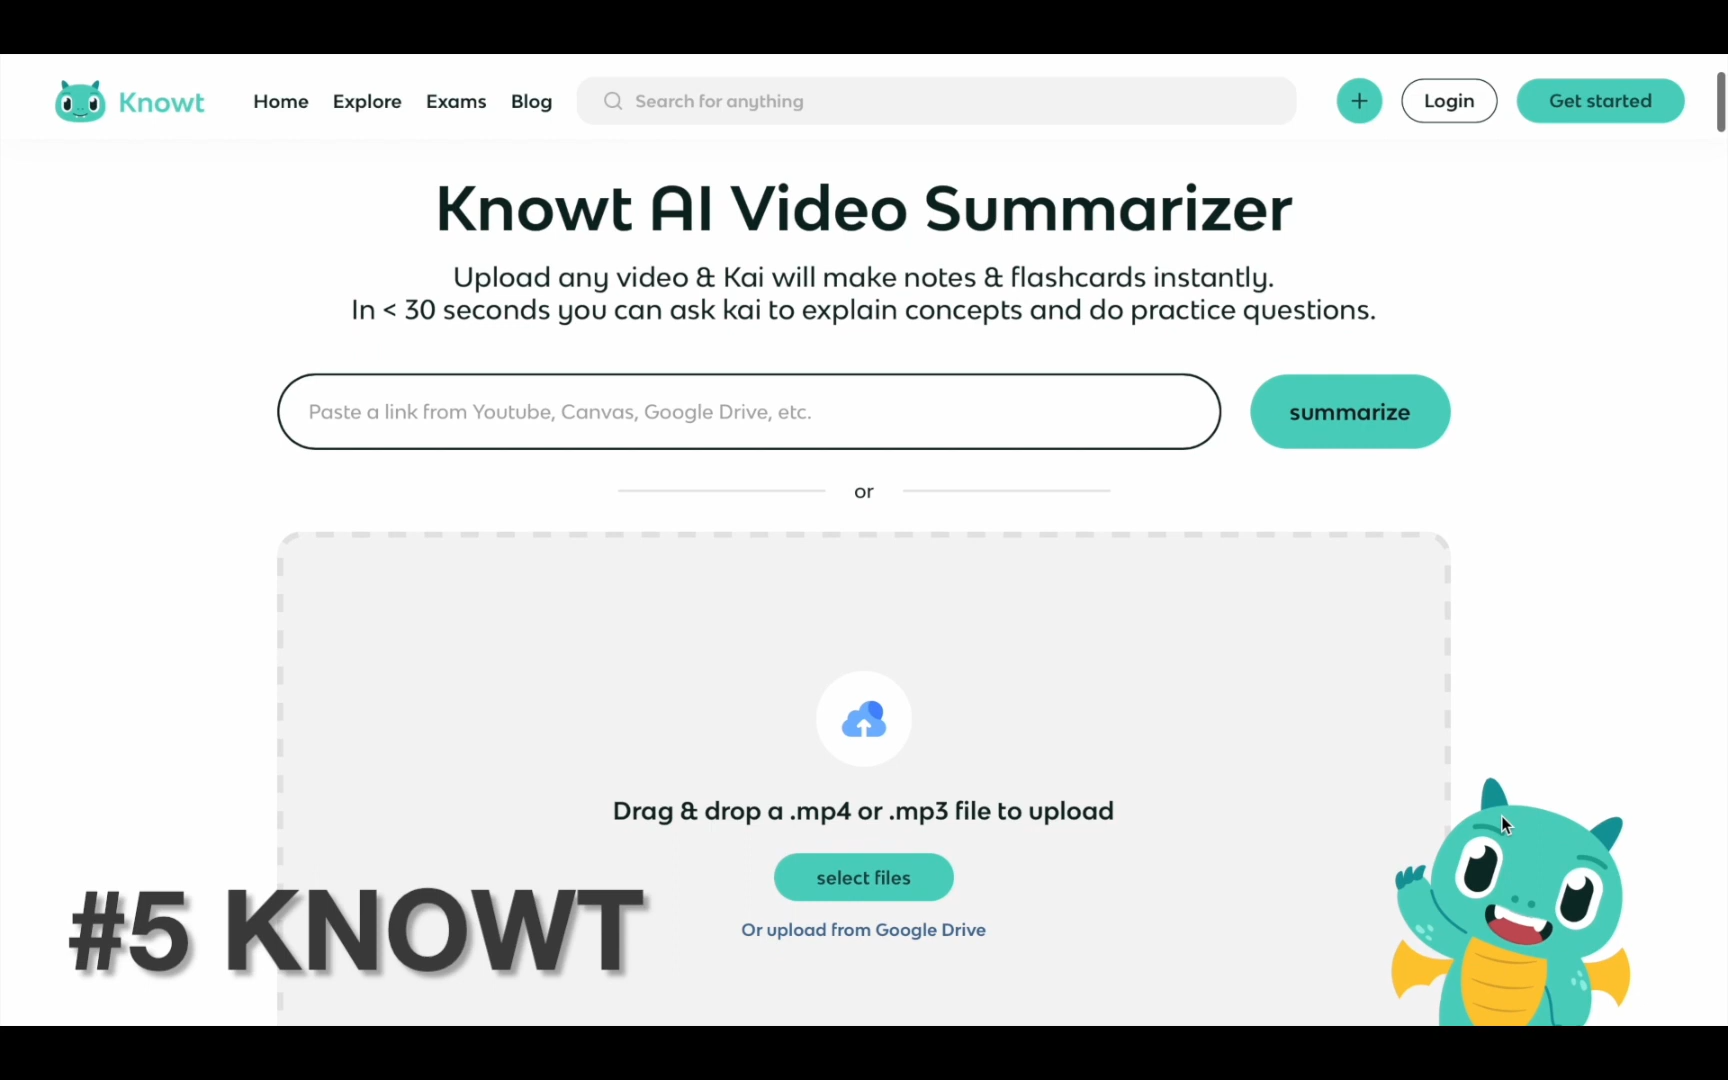 Knowt
Home Explore Exams Blog Search for anything + Login Get started
Knowt AI Video Summarizer
Upload any video & Kai will make notes & flashcards instantly.
In < 30 seconds you can ask kai to explain concepts and do practice questions.
Paste a link from Youtube, Canvas, Google Drive, etc. summarize
or
Drag & drop a .mp4 or .mp3 file to upload
select files
Or upload from Google Drive
#5 KNOWT